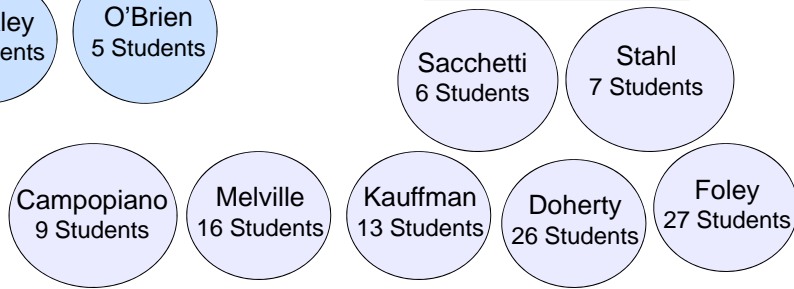 O’Brien
5 Students
Sacchetti
6 Students
Stahl
7 Students
Campopiano
9 Students
Melville
16 Students
Kauffman
13 Students
Doherty
26 Students
Foley
27 Students